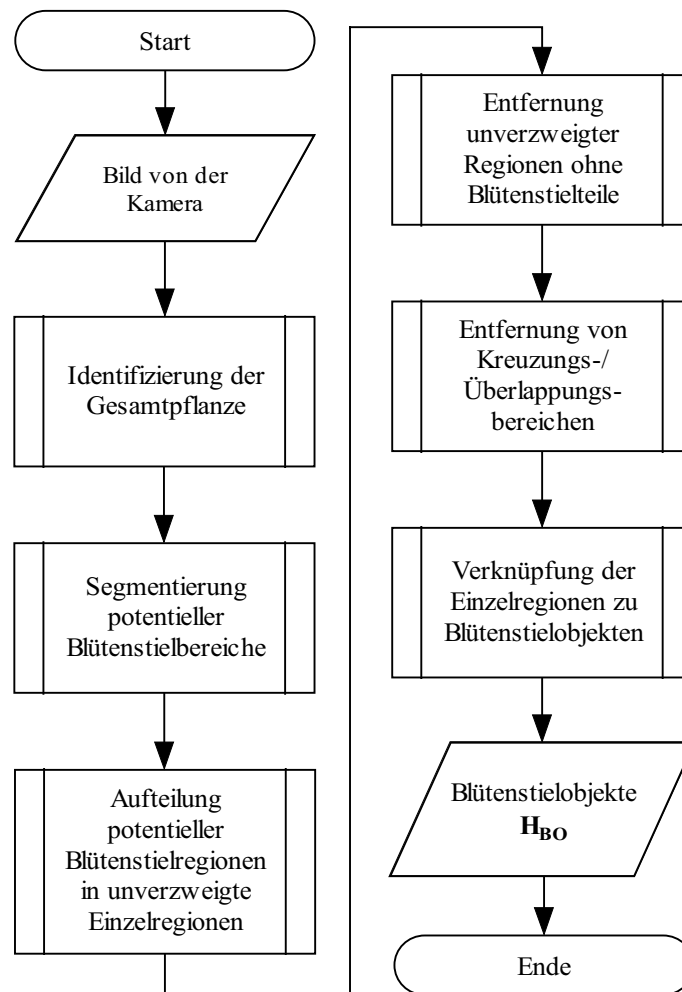 Start
Bild von der
Kamera
Identifizierung der
Gesamtpflanze
Segmentierung
potentieller
Blütenstielbereiche
Aufteilung
potentieller
Blütenstielregionen
in unverzweigte
Einzelregionen
Entfernung
unverzweigter
Regionen ohne
Blütenstielteile
Entfernung von
Kreuzungs-/
Überlappungs-
bereichen
Verknüpfung der
Einzelregionen zu
Blütenstielobjekten
Blütenstielobjekte
H_BO
Ende